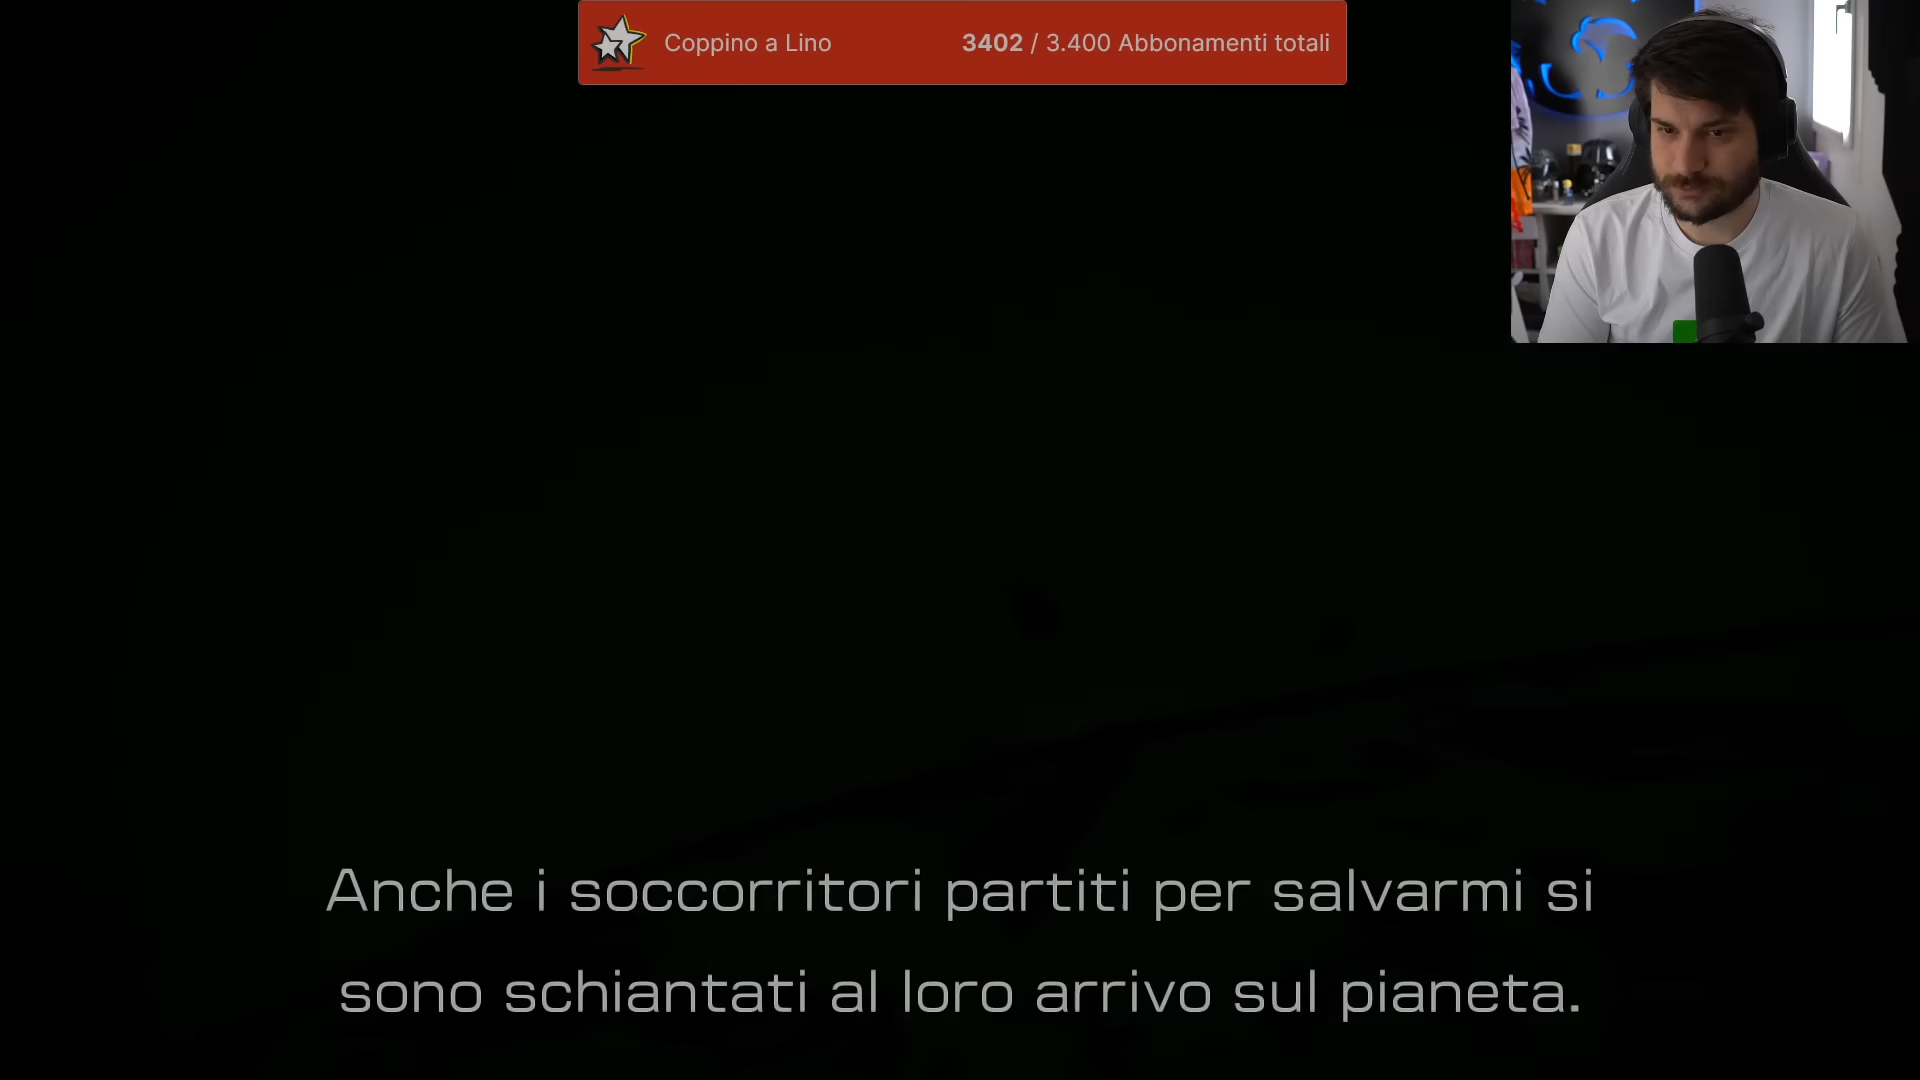 Coppino a Lino
3402 / 3.400 Abbonamenti totali
Anche i soccorritori partiti per salvarmi si
sono schiantati al loro arrivo sul pianeta.